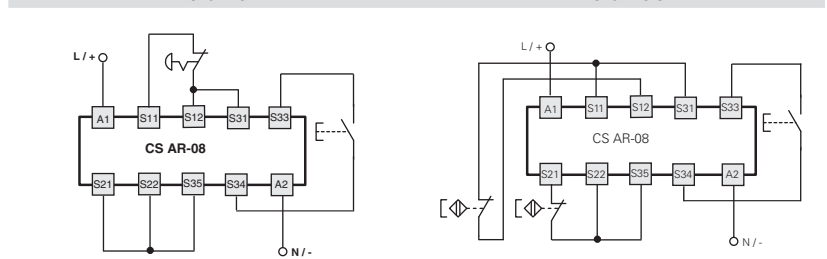 L / +
A1 S11 S12 S31 S33
CS AR-08
S21 S22 S35 S34 A2
N / -
L / +
A1 S11 S12 S31 S33
CS AR-08
S21 S22 S35 S34 A2
N / -